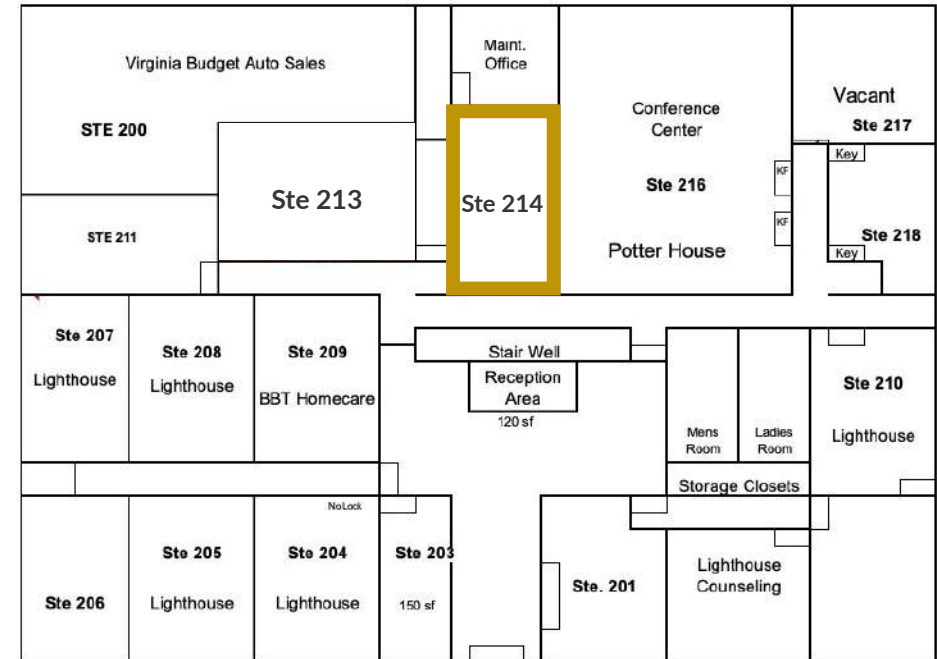 Virginia Budget Auto Sales
STE 200
Maint.
Office
Conference
Center
Vacant
Ste 217
Key
KF
Ste 213
Ste 214
Ste 216
KF
STE 211
Potter House
Ste 218
Key
Ste 207
Lighthouse
Ste 208
Lighthouse
Ste 209
BBT Homecare
Stair Well
Reception
Area
120 sf
Mens
Room
Ladies
Room
Ste 210
Lighthouse
Storage Closets
NoLock
Ste 206
Ste 205
Lighthouse
Ste 204
Lighthouse
Ste 203
150 sf
Ste. 201
Lighthouse
Counseling